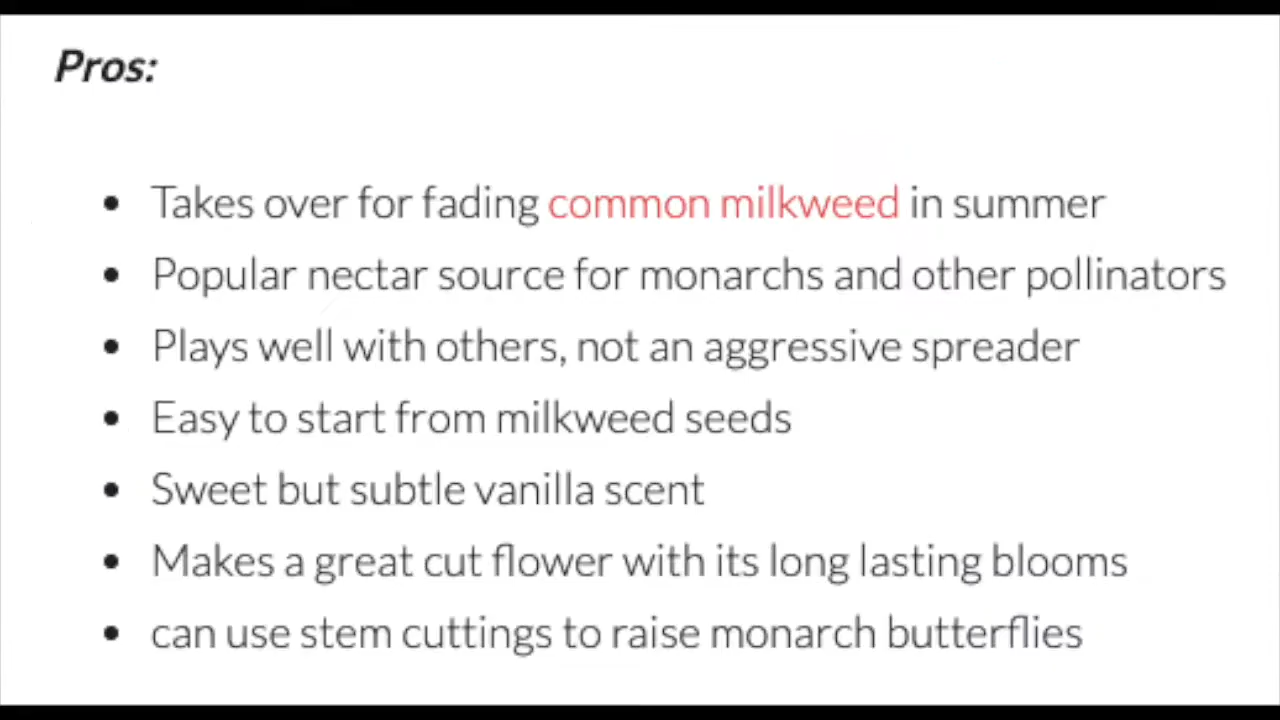 Pros:
• Takes over for fading common milkweed in summer
• Popular nectar source for monarchs and other pollinators
• Plays well with others, not an aggressive spreader
• Easy to start from milkweed seeds
• Sweet but subtle vanilla scent
• Makes a great cut flower with its long lasting blooms
• can use stem cuttings to raise monarch butterflies